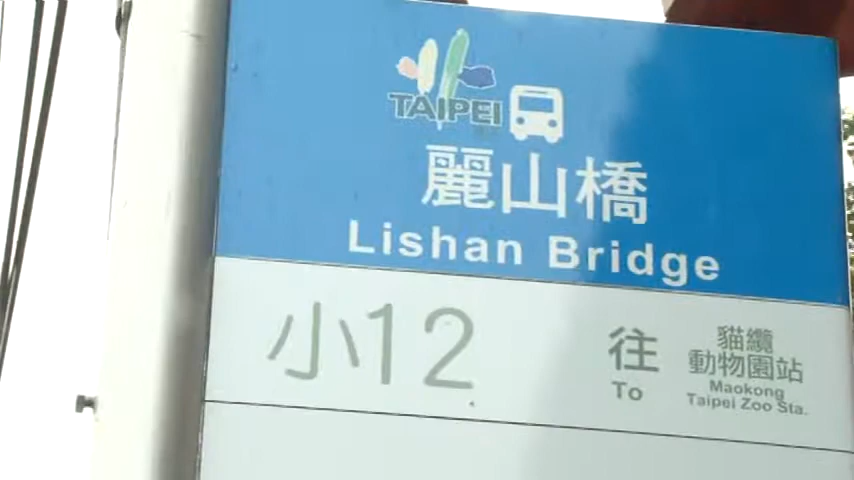 TAIPEI
麗山橋
Lishan Bridge
小12
往
To
貓纜
動物園站
Maokong
Taipei Zoo Sta.